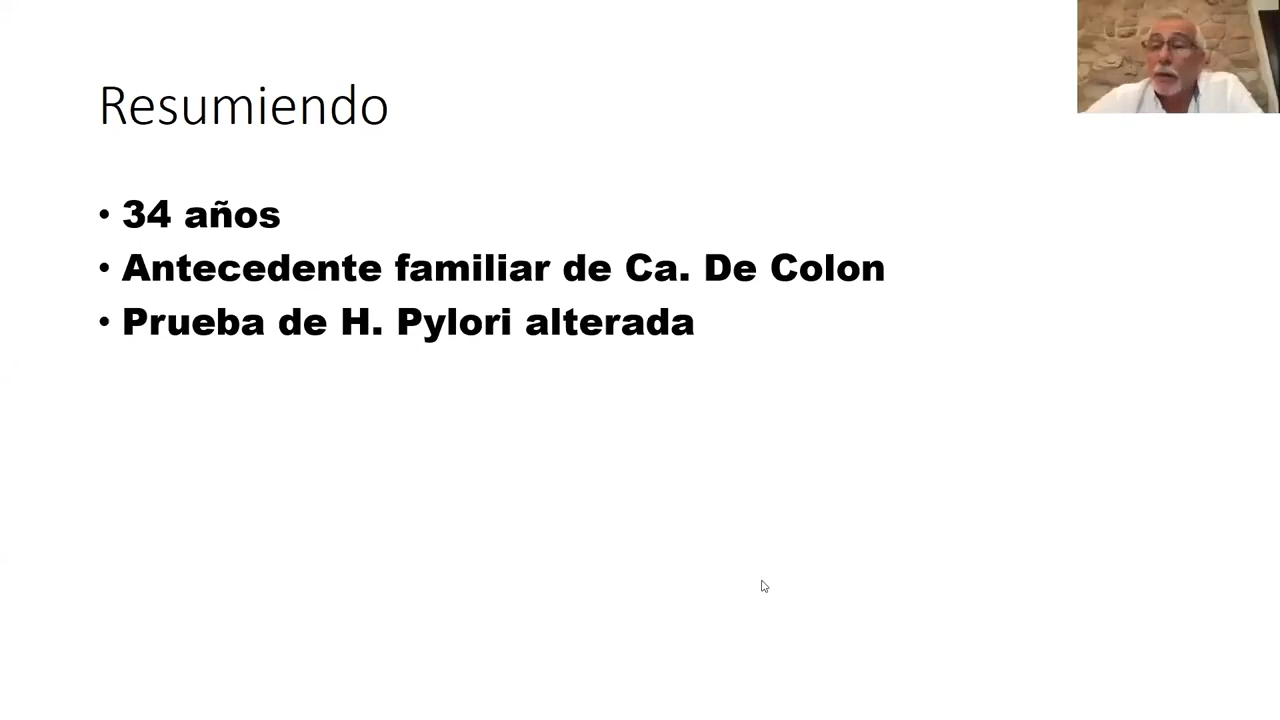 Resumiendo
• 34 años
• Antecedente familiar de Ca. De Colon
• Prueba de H. Pylori alterada